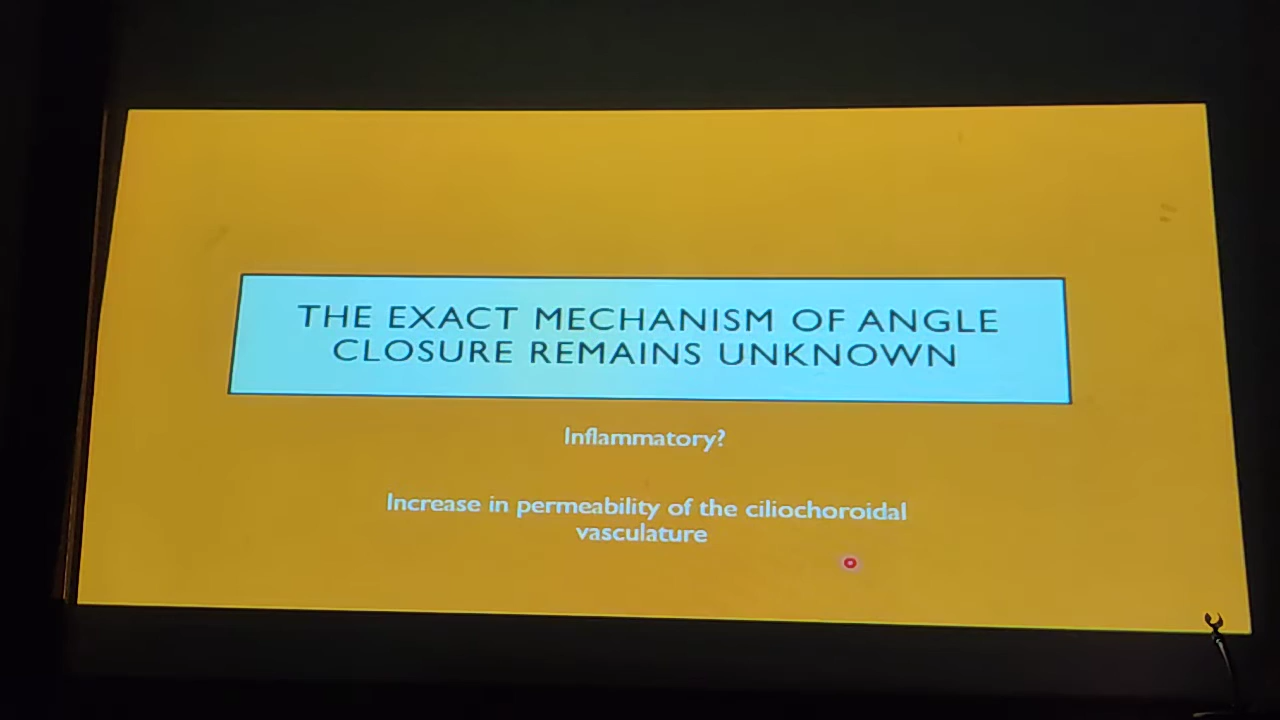 THE EXACT MECHANISM OF ANGLE
CLOSURE REMAINS UNKNOWN
Inflammatory?
Increase in permeability of the ciliochoroidal
vasculature